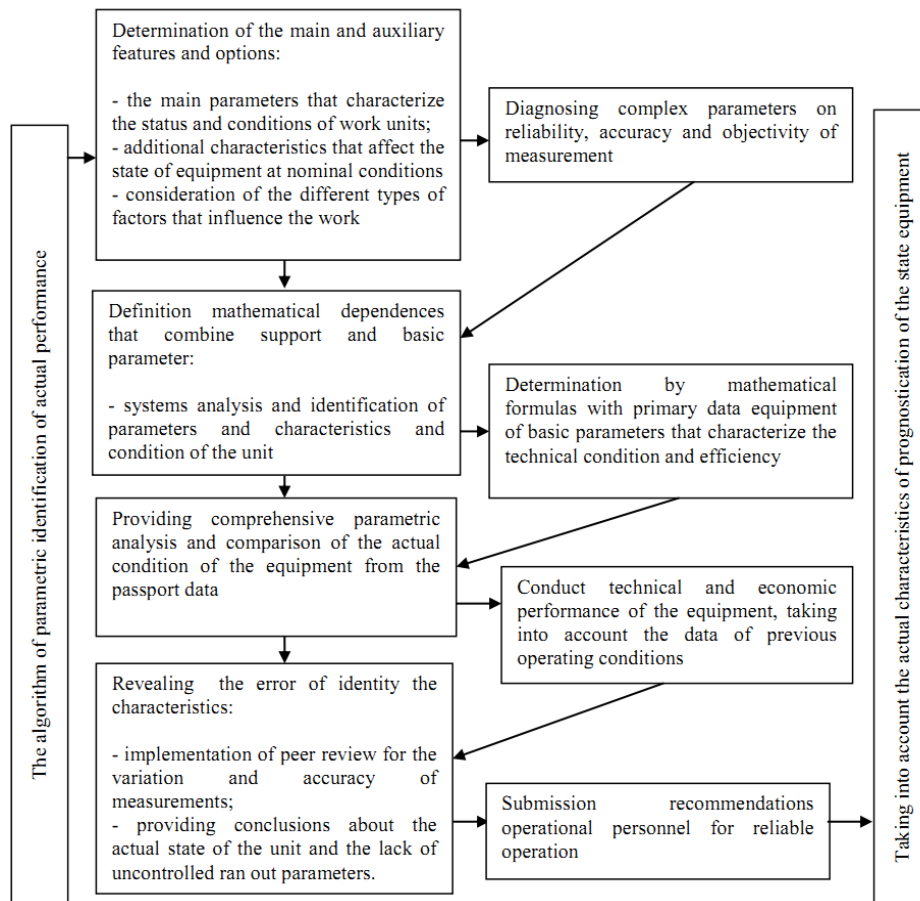 The algorithm of parametric identification of actual performance
Determination of the main and auxiliary
features and options:
- the main parameters that characterize
the status and conditions of work units;
- additional characteristics that affect the
state of equipment at nominal conditions
- consideration of the different types of
factors that influence the work
Diagnosing complex parameters on
reliability, accuracy and objectivity of
measurement
Definition mathematical dependences
that combine support and basic
parameter:
- systems analysis and identification of
parameters and characteristics and
condition of the unit
Determination by mathematical
formulas with primary data equipment
of basic parameters that characterize the
technical condition and efficiency
Providing comprehensive parametric
analysis and comparison of the actual
condition of the equipment from the
passport data
Conduct technical and economic
performance of the equipment, taking
into account the data of previous
operating conditions
Revealing the error of identity the
characteristics:
- implementation of peer review for the
variation and accuracy of
measurements;
- providing conclusions about the
actual state of the unit and the lack of
uncontrolled ran out parameters.
Submission recommendations
operational personnel for reliable
operation
Taking into account the actual characteristics of prognostication of the state equipment